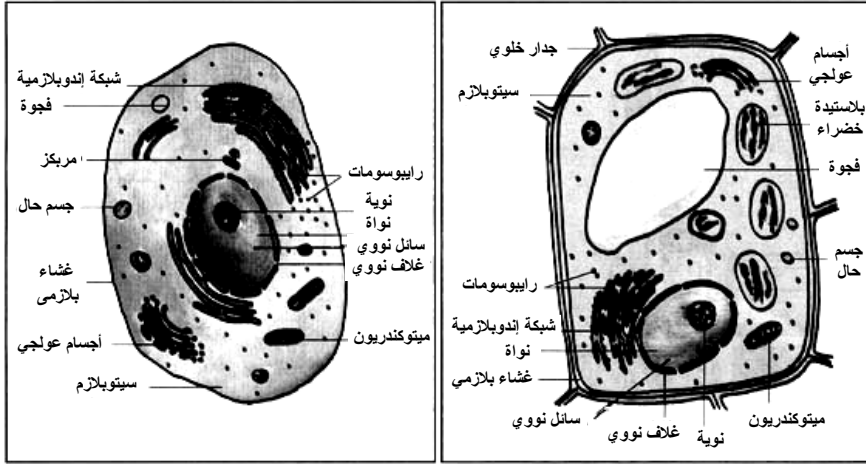 جدار خلوي
أجسام
عولجي
سيتوبلازم
بلاستيدة
خضراء
فجوة
جسم
حال
رايبوسومات
شبكة إندوبلازمية
نواة
غشاء بلازمي
سائل نووي
غلاف نووي
نوية
ميتوكندريون
شبكة إندوبلازمية
فجوة
مريكز
رايبوسومات
نوية
نواة
سائل نووي
غلاف نووي
جسم حال
غشاء
بلازمى
أجسام عولجي
ميتوكندريون
سيتوبلازم